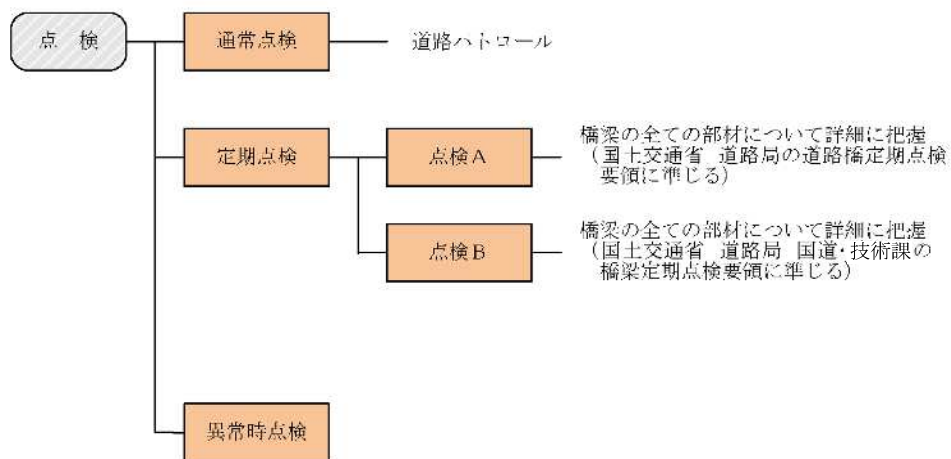 点 検
通常点検
道路ハトロール
定期点検
点検A
橋梁の全ての部材について詳細に把握
(国土交通省 道路局の道路橋定期点検
要領に準じる)
点検B
橋梁の全ての部材について詳細に把握
(国土交通省 道路局 国道・技術課の
橋梁定期点検要領に準じる)
異常時点検